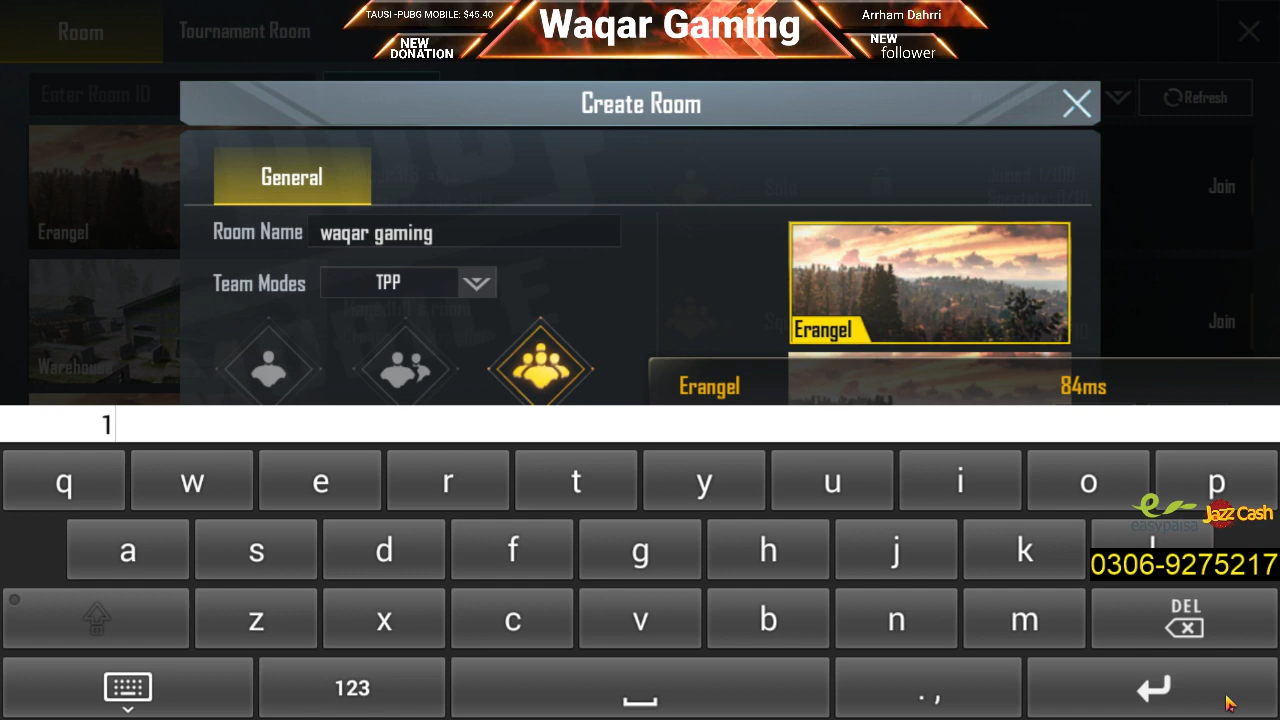 Room
Tournament Room
TAUSI -PUBG MOBILE: $45.40
NEW
DONATION
Waqar Gaming
Arrham Dahrri
NEW
follower
Enter Room ID
Create Room
Refresh
General
Join
Room Name waqar gaming
Erangel
Team Modes TPP
Erangel
Join
Warehouse
Erangel 84ms
1
q w e r t y u i o p
easypaisa
JazzCash
a s d f g h j k l
0306-9275217
z x c v b n m DEL
123 . ,